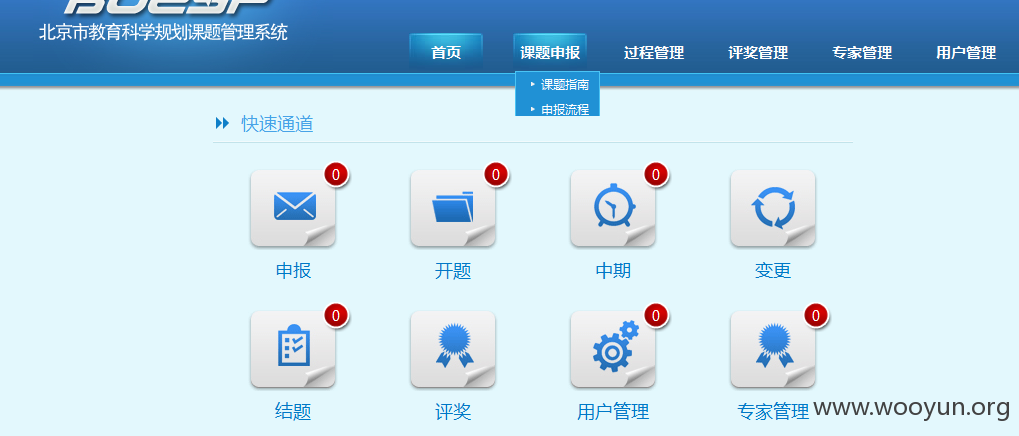 北京市教育科学规划课题管理系统
首页 课题申报 过程管理 评奖管理 专家管理 用户管理
课题指南
申报流程
快速通道
0 0 0
申报 开题 中期 变更
0 0 0
结题 评奖 用户管理 专家管理
www.wooyun.org